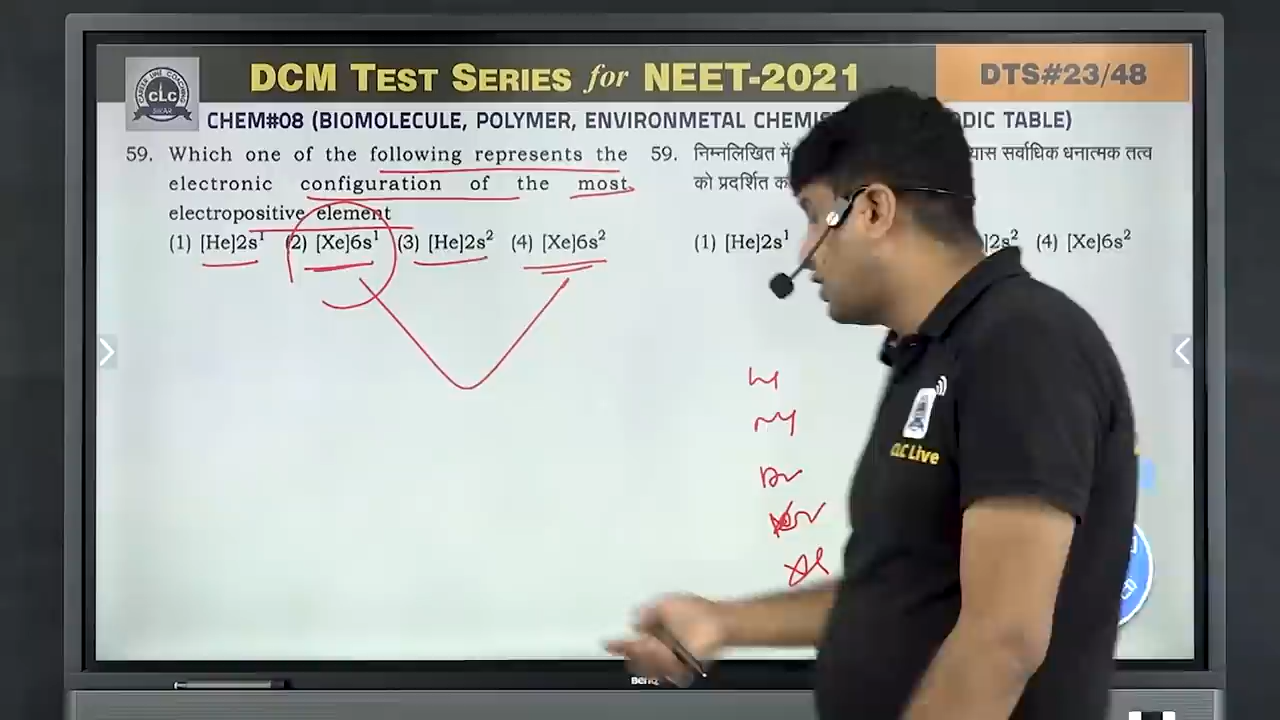 DCM TEST SERIES for NEET-2021
DTS#23/48
CLC
CHEM#08 (BIOMOLECULE, POLYMER, ENVIRONMETAL CHEMIS ODIC TABLE)
59. Which one of the following represents the
electronic configuration of the most
electropositive element
(1) [He]2s¹ (2) [Xe]6s¹ (3) [He]2s² (4) [Xe]6s²
59. निम्नलिखित में यास सर्वाधिक धनात्मक तत्व
को प्रदर्शित क
(1) [He]2s¹ ]2s² (4) [Xe]6s²
CLC Live
BenQ